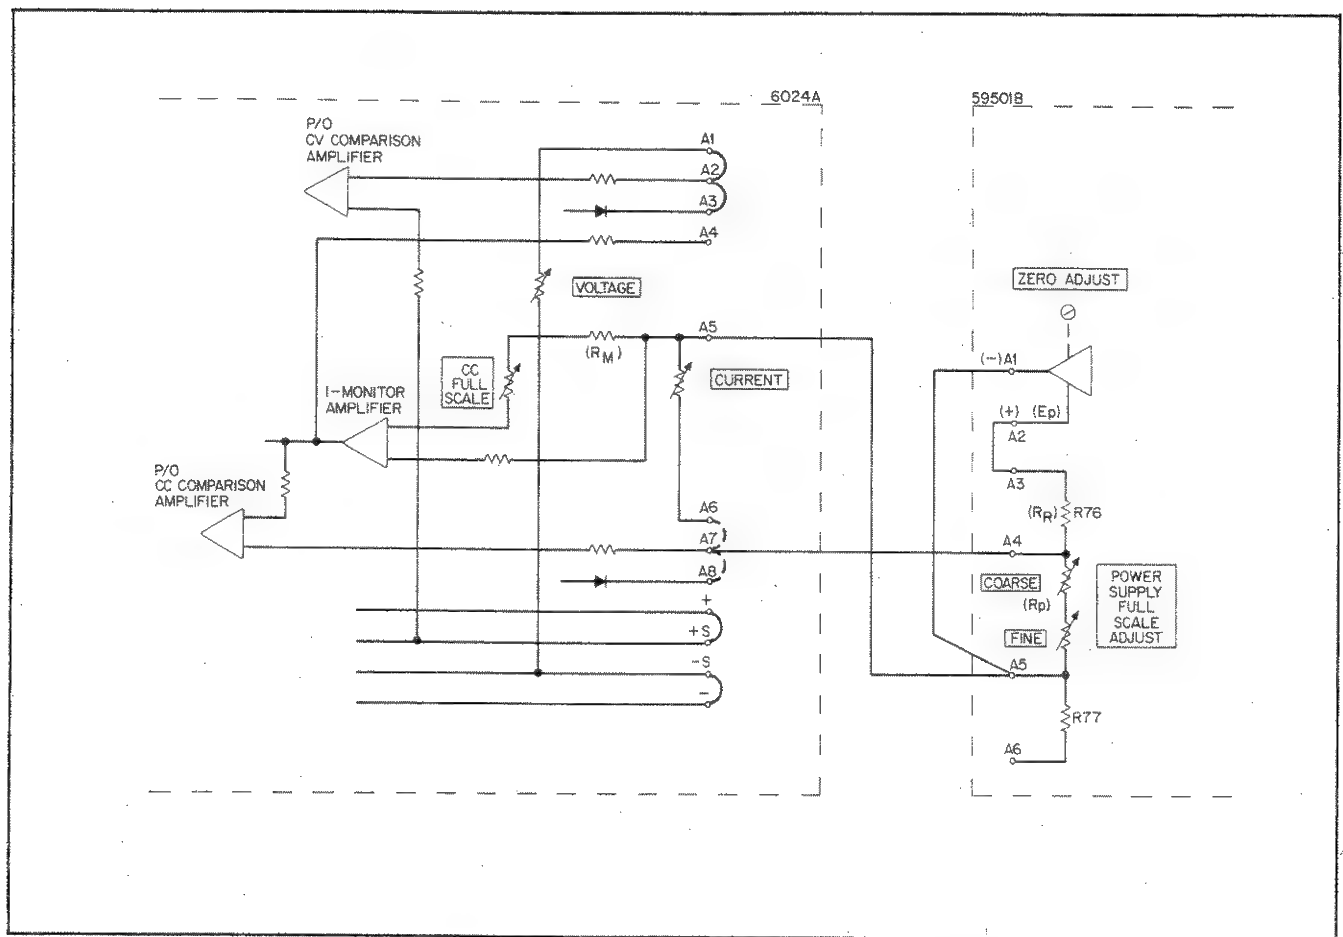 6024A
59501B
P/O
CV COMPARISON
AMPLIFIER
A1
A2
A3
A4
VOLTAGE
ZERO ADJUST
A5
(RM)
CC
FULL
SCALE
CURRENT
(-) A1
I-MONITOR
AMPLIFIER
(+) (Ep)
A2
P/O
CC COMPARISON
AMPLIFIER
A3
A6
(RR) R76
A7
A4
A8
COARSE
(Rp)
POWER
SUPPLY
FULL
SCALE
ADJUST
+
+S
FINE
-S
A5
-
R77
A6